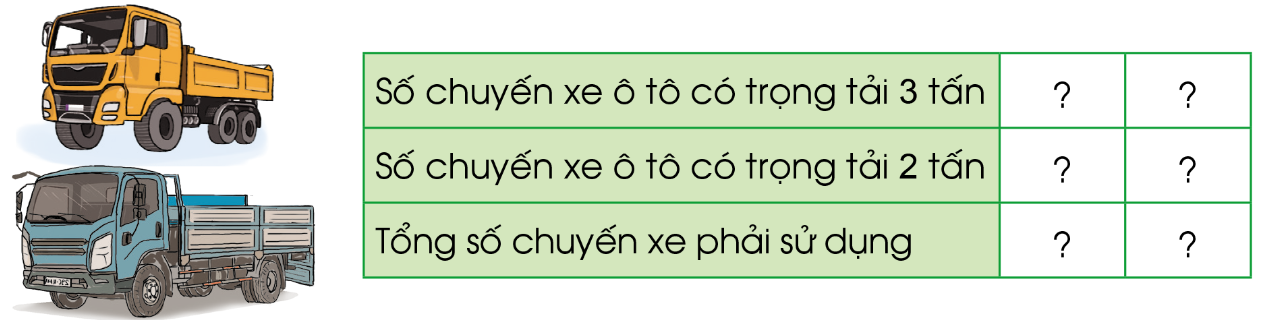 Số chuyến xe ô tô có trọng tải 3 tấn ? ?
Số chuyến xe ô tô có trọng tải 2 tấn ? ?
Tổng số chuyến xe phải sử dụng ? ?